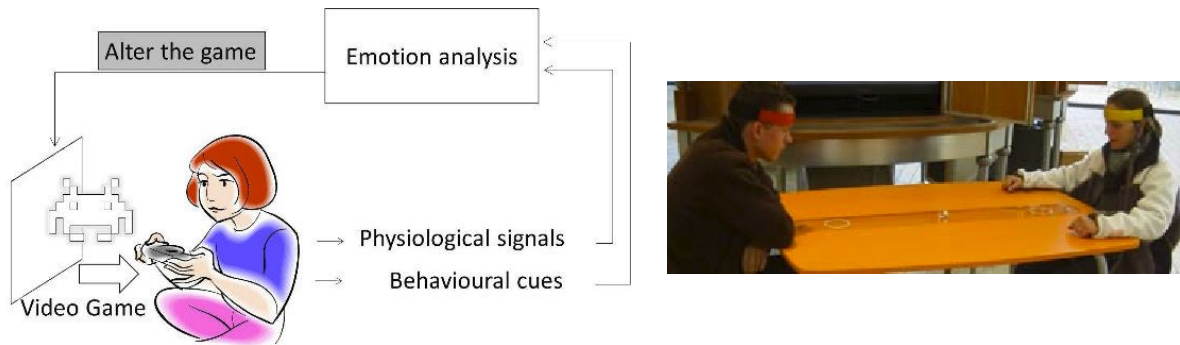 Alter the game
Emotion analysis
Physiological signals
Behavioural cues
Video Game